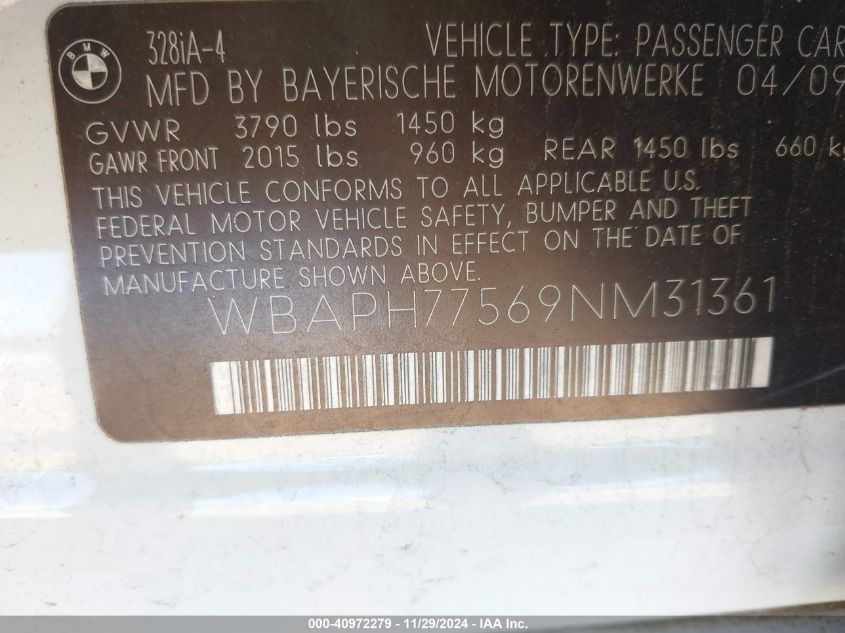 BMW
328iA-4 VEHICLE TYPE: PASSENGER CAR
MFD BY BAYERISCHE MOTORENWERKE 04/09
GVWR 3790 lbs 1450 kg
GAWR FRONT 2015 lbs 960 kg REAR 1450 lbs 660 kg
THIS VEHICLE CONFORMS TO ALL APPLICABLE U.S.
FEDERAL MOTOR VEHICLE SAFETY, BUMPER AND THEFT
PREVENTION STANDARDS IN EFFECT ON THE DATE OF
MANUFACTURE SHOWN ABOVE.
WBAPH77569NM31361
000-40972279 - 11/29/2024 - IAA Inc.